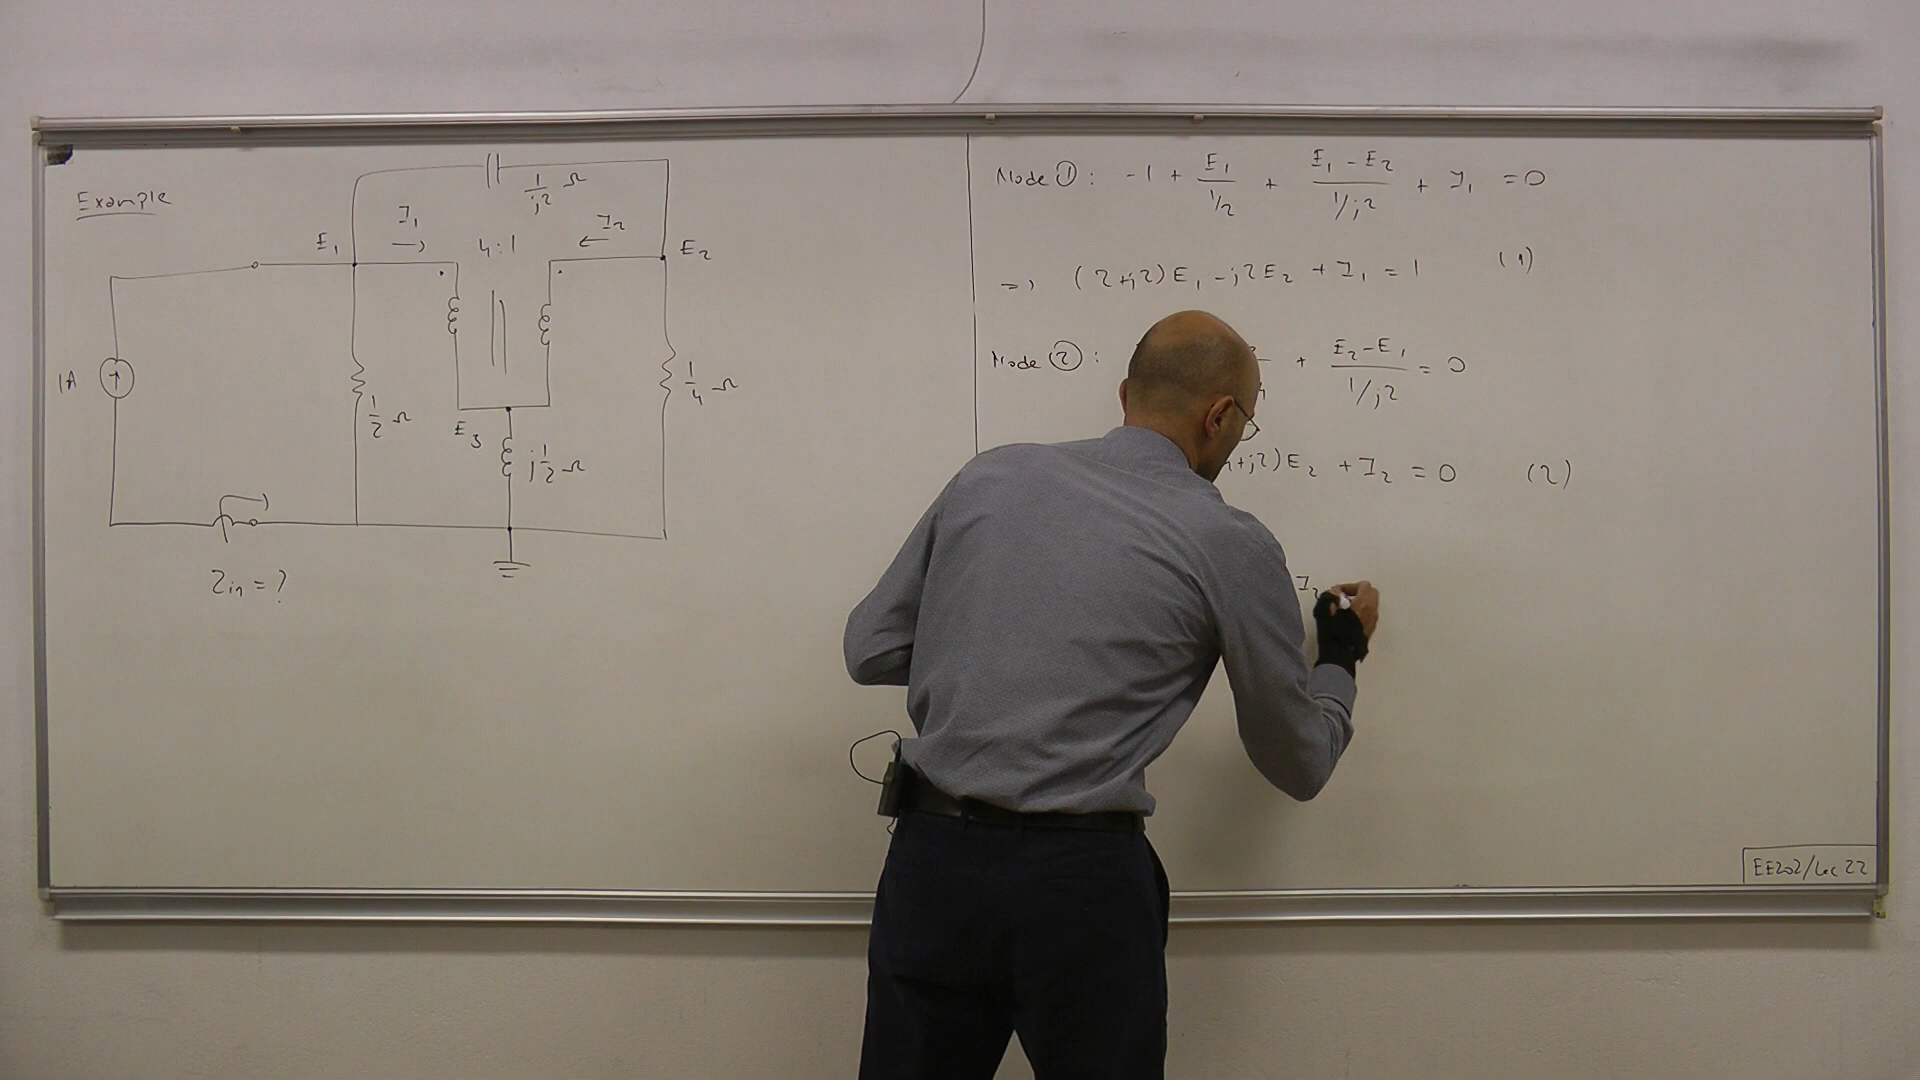 Example
1/j2 Ω
I1
I2
E1
4:1
E2
1A
1/2 Ω
1/4 Ω
E3
j 1/2 Ω
Zin = ?
Node ① : -1 + E1/1/2 + E1 - E2/1/j2 + I1 = 0
=> (2+j2)E1 - j2E2 + I1 = 1 (1)
Node ② : + E2 - E1/1/j2 = 0
+j2)E2 + I2 = 0 (2)
I2
EE202/Lec 22